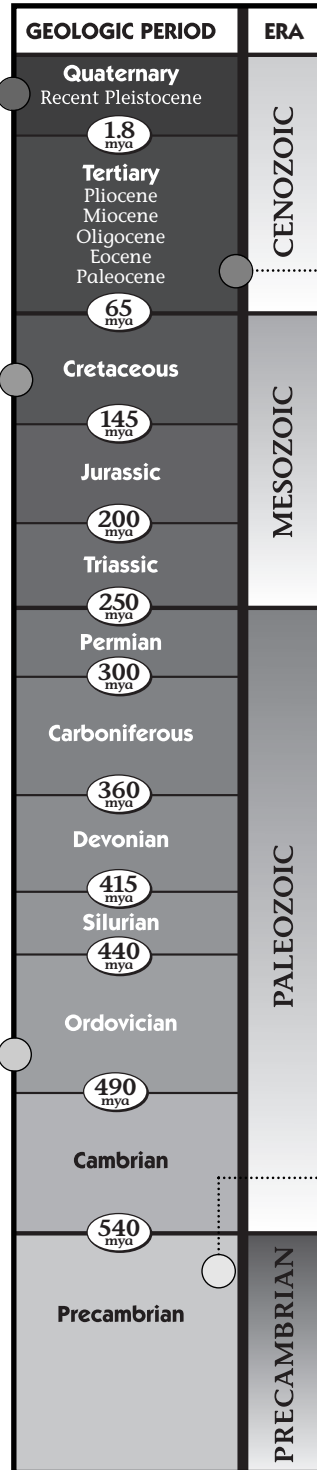 GEOLOGIC PERIOD
ERA
Quaternary
Recent Pleistocene
1.8
mya
Tertiary
Pliocene
Miocene
Oligocene
Eocene
Paleocene
CENOZOIC
65
mya
Cretaceous
145
mya
Jurassic
200
mya
Triassic
MESOZOIC
250
mya
Permian
300
mya
Carboniferous
360
mya
Devonian
415
mya
Silurian
440
mya
Ordovician
490
mya
Cambrian
PALEOZOIC
540
mya
Precambrian
PRECAMBRIAN